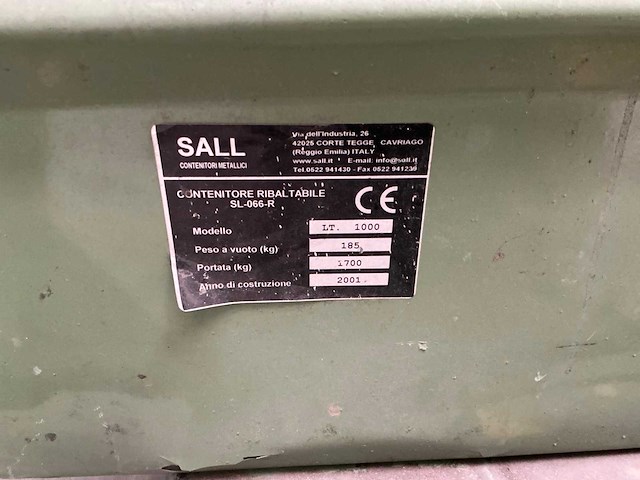 SALL
CONTENITORI METALLICI
Via dell'Industria, 26
42025 CORTE TEGGE CAVRIAGO
(Reggio Emilia) ITALY
www.sall.it E-mail: info@sall.it
Tel.0522 941430 - Fax 0522 941239
CONTENITORE RIBALTABILE
SL-066-R
CE
Modello LT. 1000
Peso a vuoto (kg) 185
Portata (kg) 1700
Anno di costruzione 2001